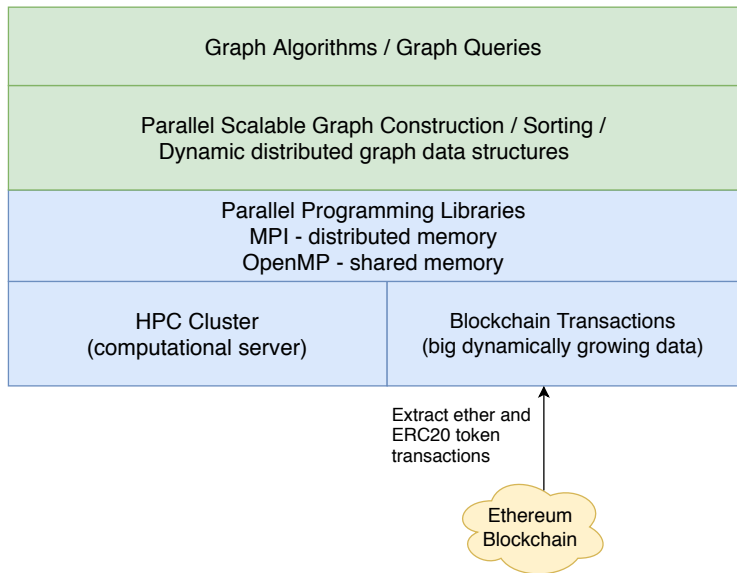 Graph Algorithms / Graph Queries
Parallel Scalable Graph Construction / Sorting /
Dynamic distributed graph data structures
Parallel Programming Libraries
MPI - distributed memory
OpenMP - shared memory
HPC Cluster
(computational server)
Blockchain Transactions
(big dynamically growing data)
Extract ether and
ERC20 token
transactions
Ethereum
Blockchain